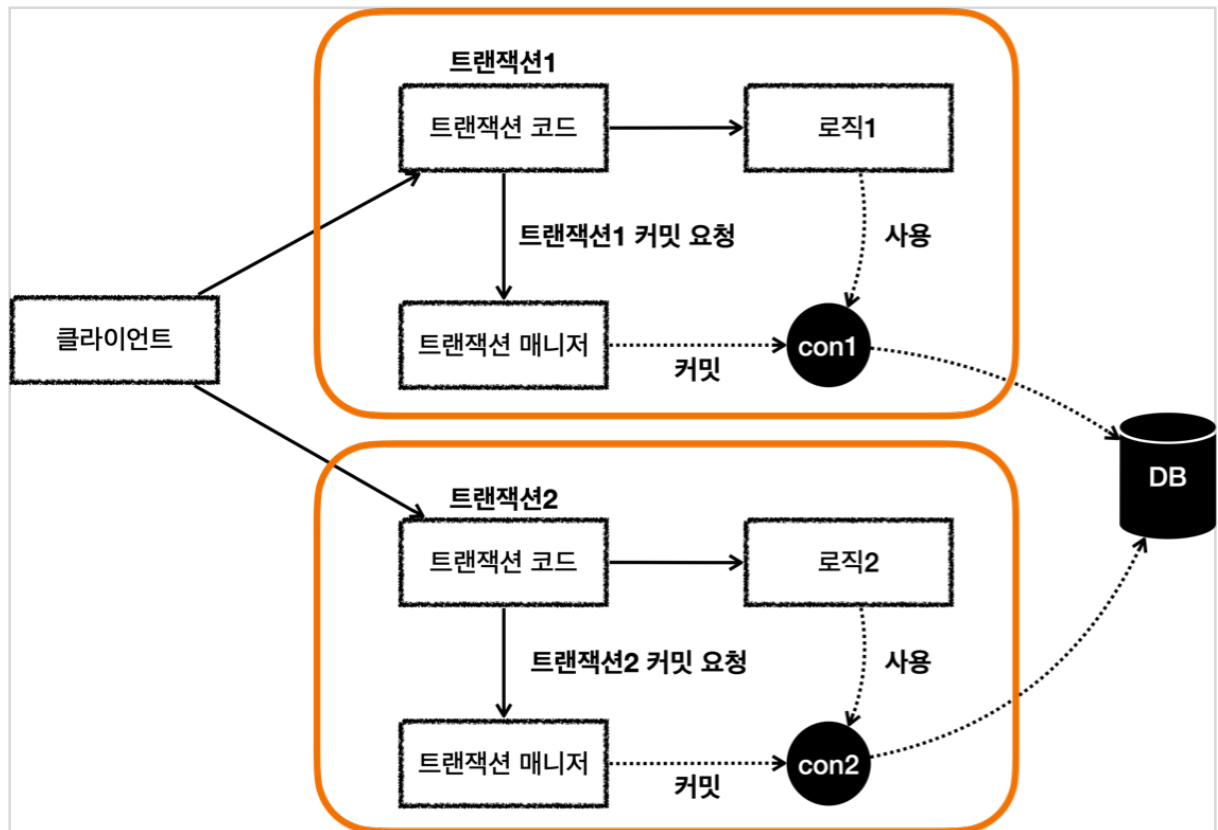 트랜잭션1
트랜잭션 코드
로직1
트랜잭션1 커밋 요청
사용
클라이언트
트랜잭션 매니저
커밋
con1
DB
트랜잭션2
트랜잭션 코드
로직2
트랜잭션2 커밋 요청
사용
트랜잭션 매니저
커밋
con2